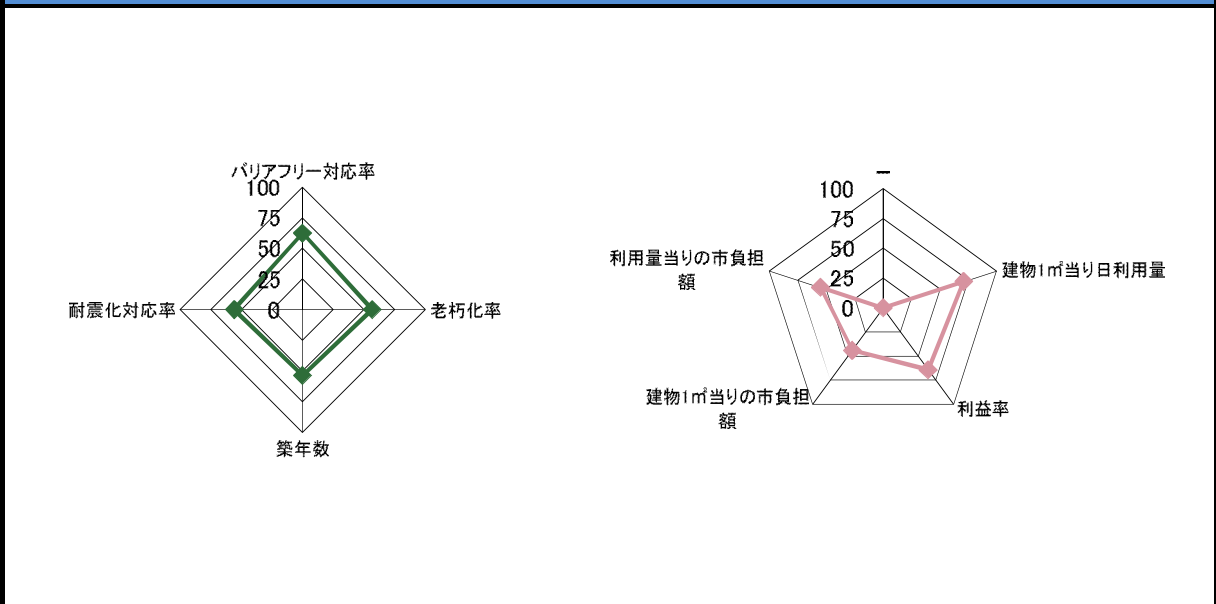 バリアフリー対応率
100
75
50
25
0
耐震化対応率
老朽化率
築年数
－
100
75
50
25
0
利用量当りの市負担
額
建物1㎡当り日利用量
建物1㎡当りの市負担
額
利益率